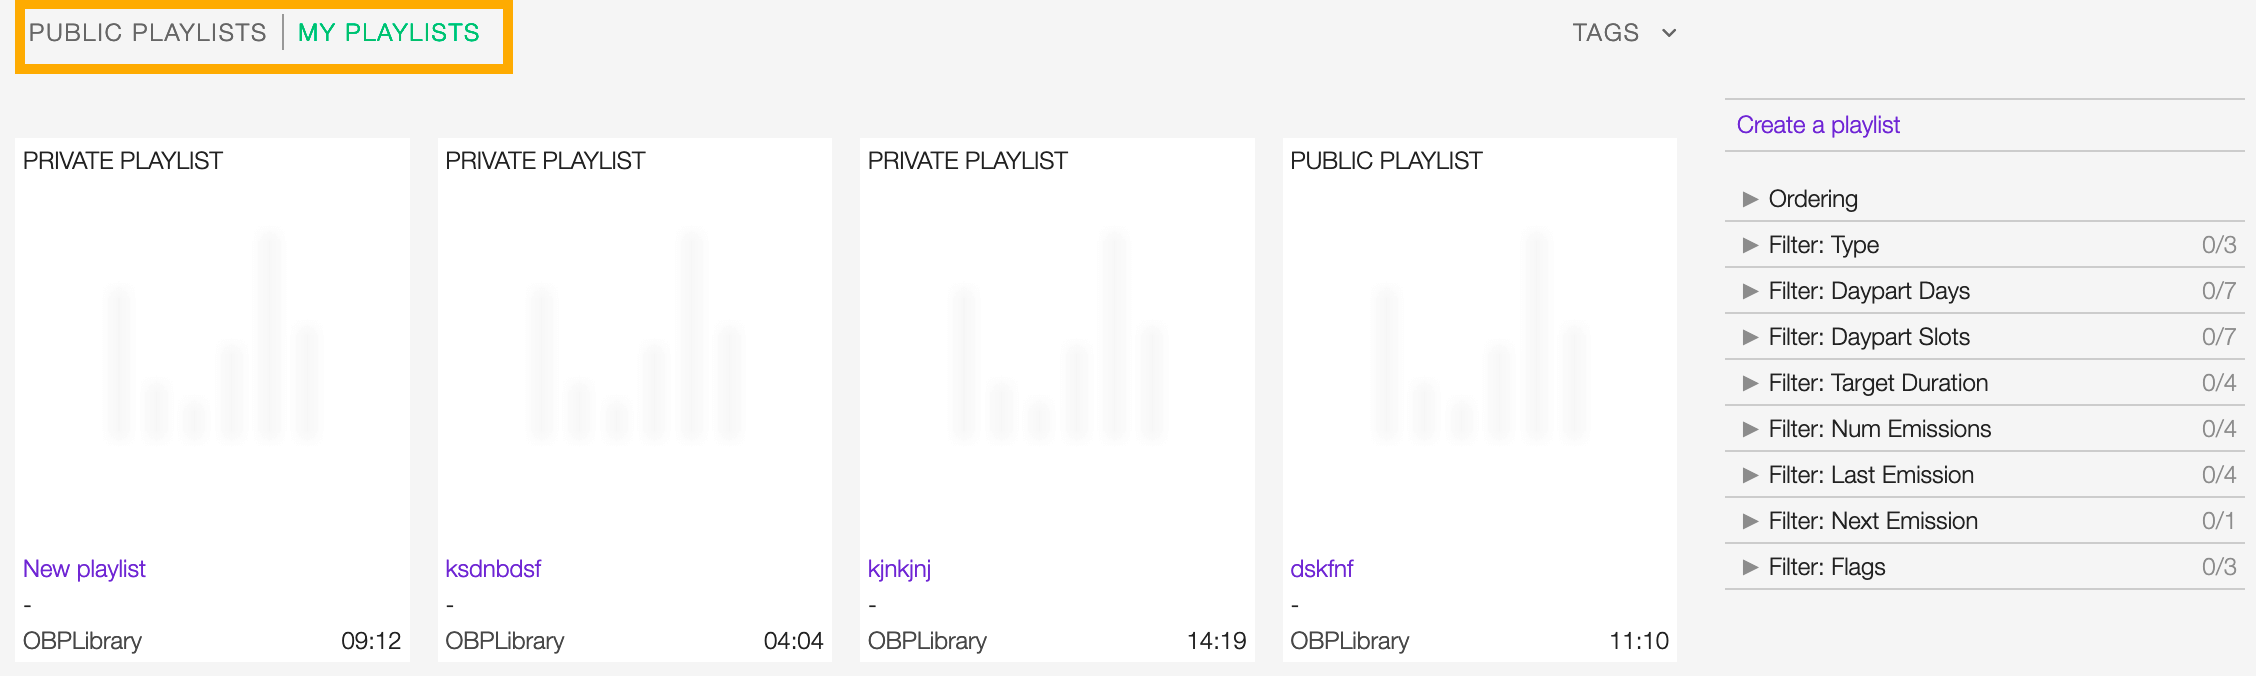 PUBLIC PLAYLISTS | MY PLAYLISTS
TAGS
PRIVATE PLAYLIST
New playlist
-
OBPLibrary 09:12
PRIVATE PLAYLIST
ksdnbdsf
-
OBPLibrary 04:04
PRIVATE PLAYLIST
kjnkjnj
-
OBPLibrary 14:19
PUBLIC PLAYLIST
dskfnf
-
OBPLibrary 11:10
Create a playlist
Ordering
Filter: Type 0/3
Filter: Daypart Days 0/7
Filter: Daypart Slots 0/7
Filter: Target Duration 0/4
Filter: Num Emissions 0/4
Filter: Last Emission 0/4
Filter: Next Emission 0/1
Filter: Flags 0/3